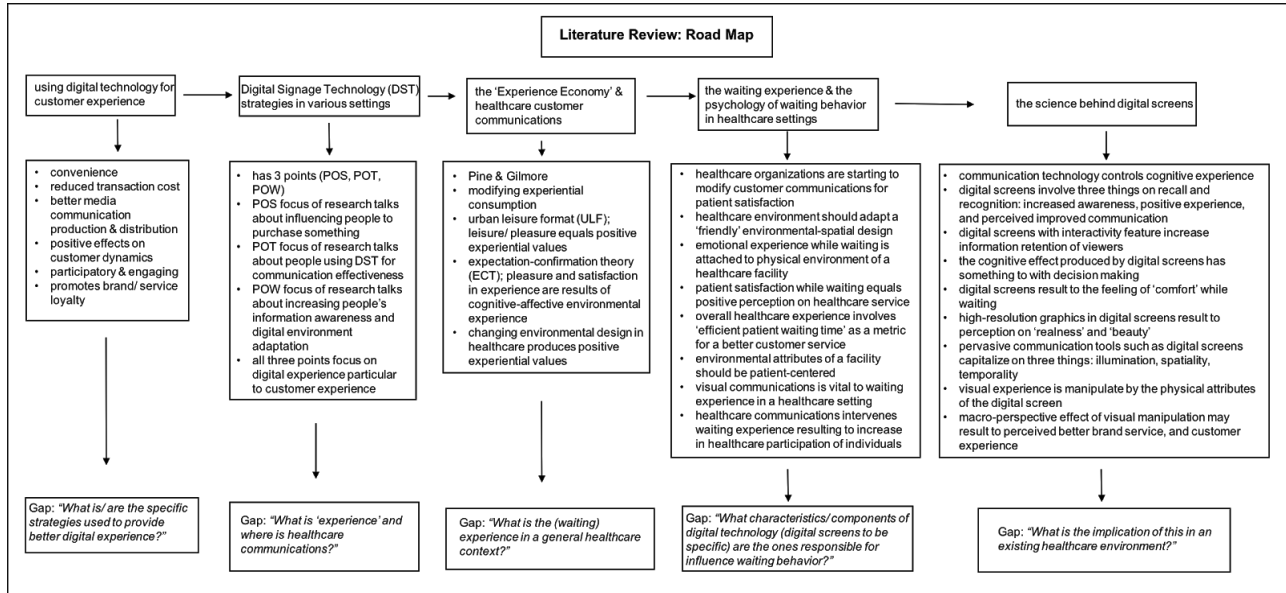 Literature Review: Road Map
using digital technology for
customer experience
Digital Signage Technology (DST)
strategies in various settings
the ‘Experience Economy’ &
healthcare customer
communications
the waiting experience & the
psychology of waiting behavior
in healthcare settings
the science behind digital screens
• convenience
• reduced transaction cost
• better media
communication
production & distribution
• positive effects on
customer dynamics
• participatory & engaging
• promotes brand/ service
loyalty
• has 3 points (POS, POT,
POW)
• POS focus of research talks
about influencing people to
purchase something
• POT focus of research talks
about people using DST for
communication effectiveness
• POW focus of research talks
about increasing people’s
information awareness and
digital environment
adaptation
• all three points focus on
digital experience particular
to customer experience
• Pine & Gilmore
• modifying experiential
consumption
• urban leisure format (ULF);
leisure/ pleasure equals positive
experiential values
• expectation-confirmation theory
(ECT); pleasure and satisfaction
in experience are results of
cognitive-affective environmental
experience
• changing environmental design in
healthcare produces positive
experiential values
• healthcare organizations are starting to
modify customer communications for
patient satisfaction
• healthcare environment should adapt a
‘friendly’ environmental-spatial design
• emotional experience while waiting is
attached to physical environment of a
healthcare facility
• patient satisfaction while waiting equals
positive perception on healthcare service
• overall healthcare experience involves
‘efficient patient waiting time’ as a metric
for a better customer service
• environmental attributes of a facility
should be patient-centered
• visual communications is vital to waiting
experience in a healthcare setting
• healthcare communications intervenes
waiting experience resulting to increase
in healthcare participation of individuals
• communication technology controls cognitive experience
• digital screens involve three things on recall and
recognition: increased awareness, positive experience,
and perceived improved communication
• digital screens with interactivity feature increase
information retention of viewers
• the cognitive effect produced by digital screens has
something to with decision making
• digital screens result to the feeling of ‘comfort’ while
waiting
• high-resolution graphics in digital screens result to
perception on ‘realness’ and ‘beauty’
• pervasive communication tools such as digital screens
capitalize on three things: illumination, spatiality,
temporality
• visual experience is manipulate by the physical attributes
of the digital screen
• macro-perspective effect of visual manipulation may
result to perceived better brand service, and customer
experience
Gap: “What is/ are the specific
strategies used to provide
better digital experience?”
Gap: “What is ‘experience’ and
where is healthcare
communications?”
Gap: “What is the (waiting)
experience in a general healthcare
context?”
Gap: “What characteristics/ components of
digital technology (digital screens to be
specific) are the ones responsible for
influence waiting behavior?”
Gap: “What is the implication of this in an
existing healthcare environment?”